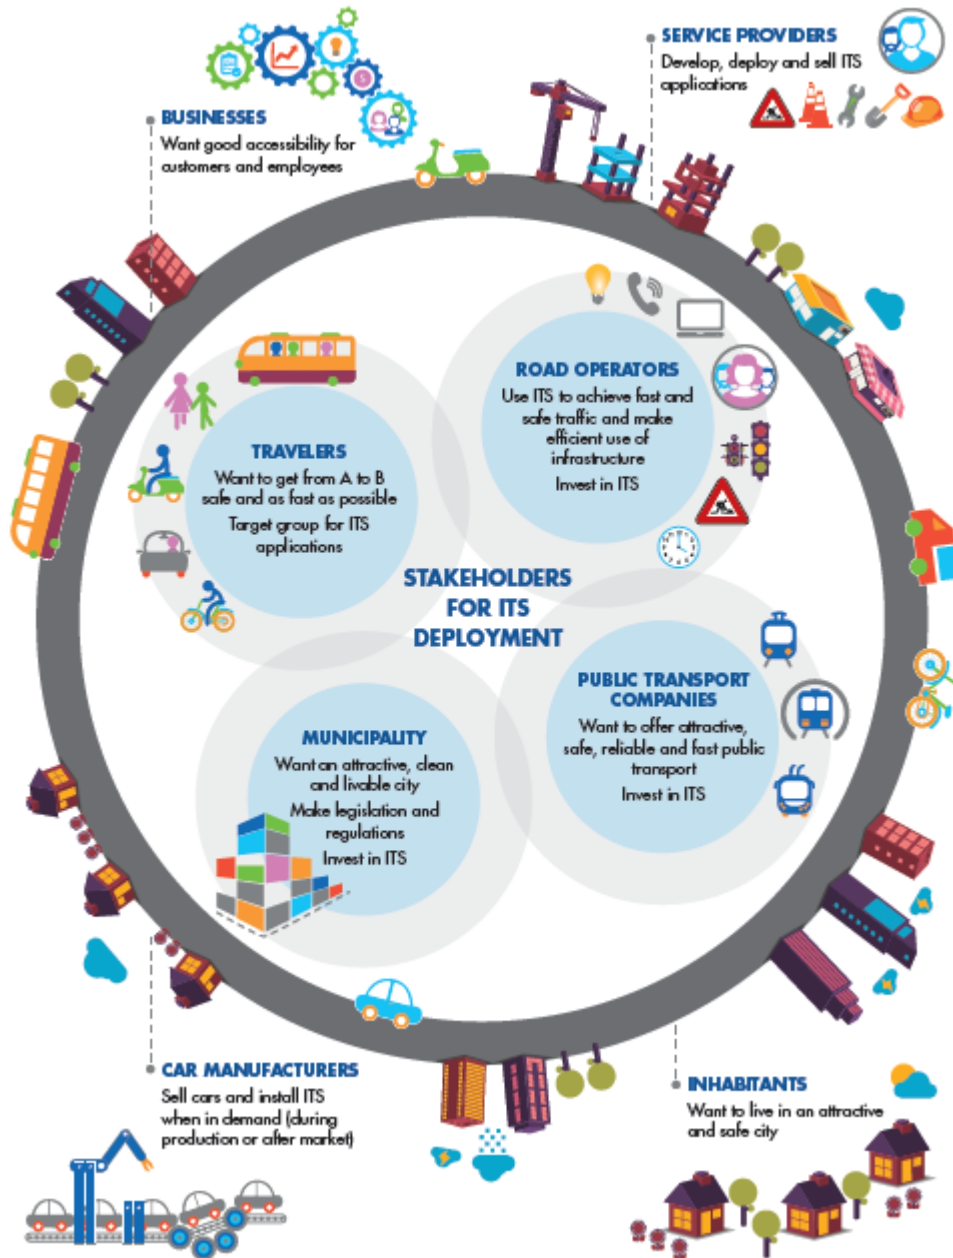 SERVICE PROVIDERS
Develop, deploy and sell ITS
applications
BUSINESSES
Want good accessibility for
customers and employees
ROAD OPERATORS
Use ITS to achieve fast and
safe traffic and make
efficient use of
infrastructure
Invest in ITS
TRAVELERS
Want to get from A to B
safe and as fast as possible
Target group for ITS
applications
STAKEHOLDERS
FOR ITS
DEPLOYMENT
PUBLIC TRANSPORT
COMPANIES
Want to offer attractive,
safe, reliable and fast public
transport
Invest in ITS
MUNICIPALITY
Want an attractive, clean
and livable city
Make legislation and
regulations
Invest in ITS
CAR MANUFACTURERS
Sell cars and install ITS
when in demand (during
production or after market)
INHABITANTS
Want to live in an attractive
and safe city